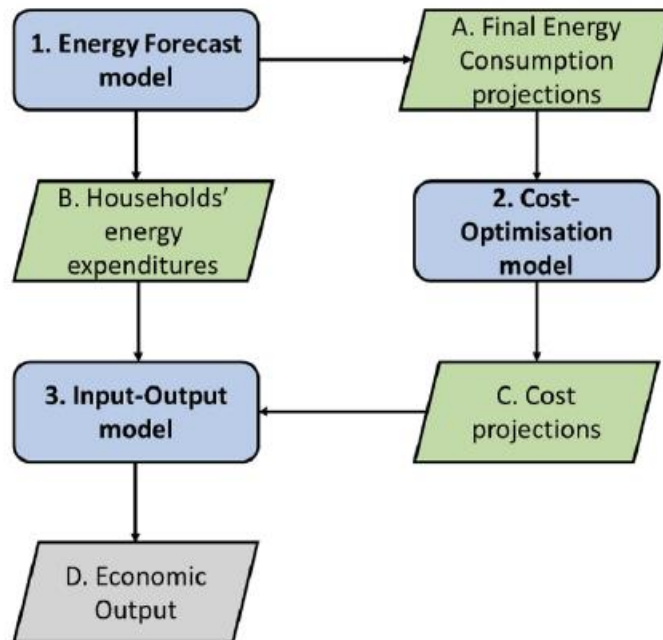 1. Energy Forecast
model
A. Final Energy
Consumption
projections
B. Households'
energy
expenditures
2. Cost-
Optimisation
model
3. Input-Output
model
C. Cost
projections
D. Economic
Output